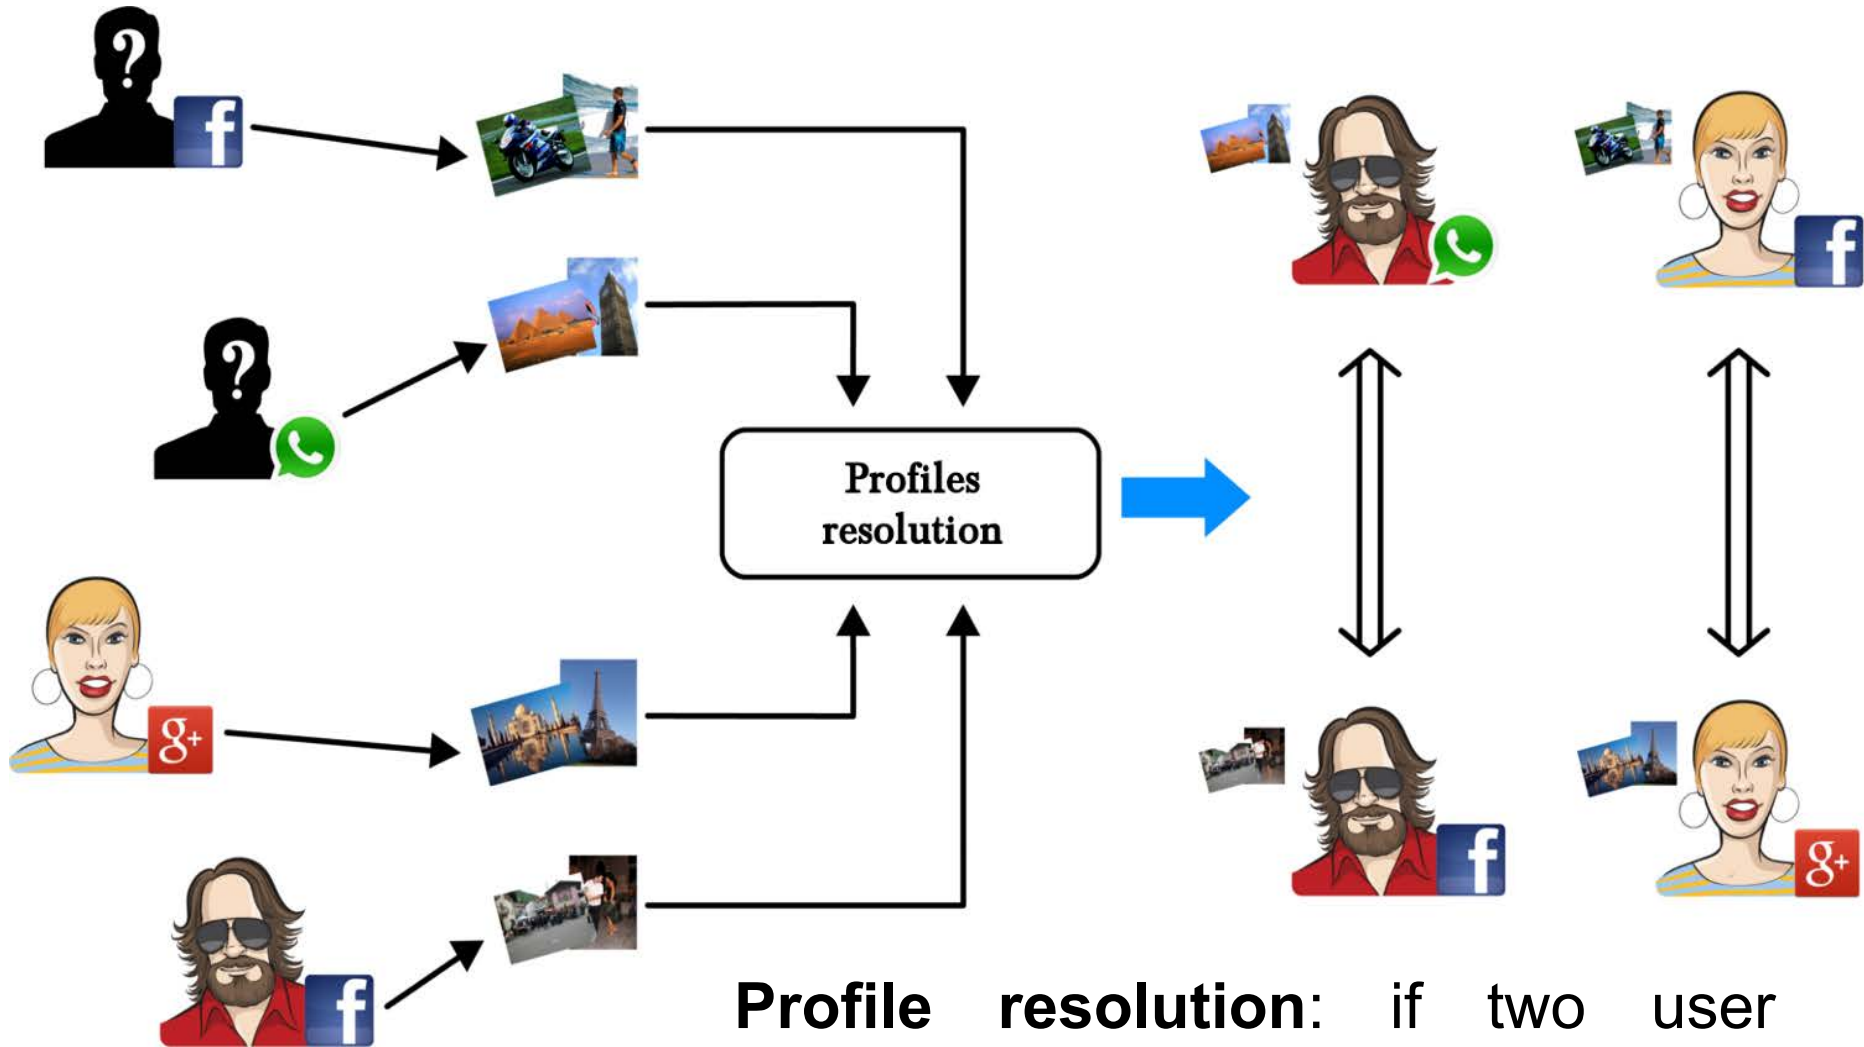 ?
f
?
Profiles
resolution
g+
f
f
f
f
g+
Profile resolution: if two user